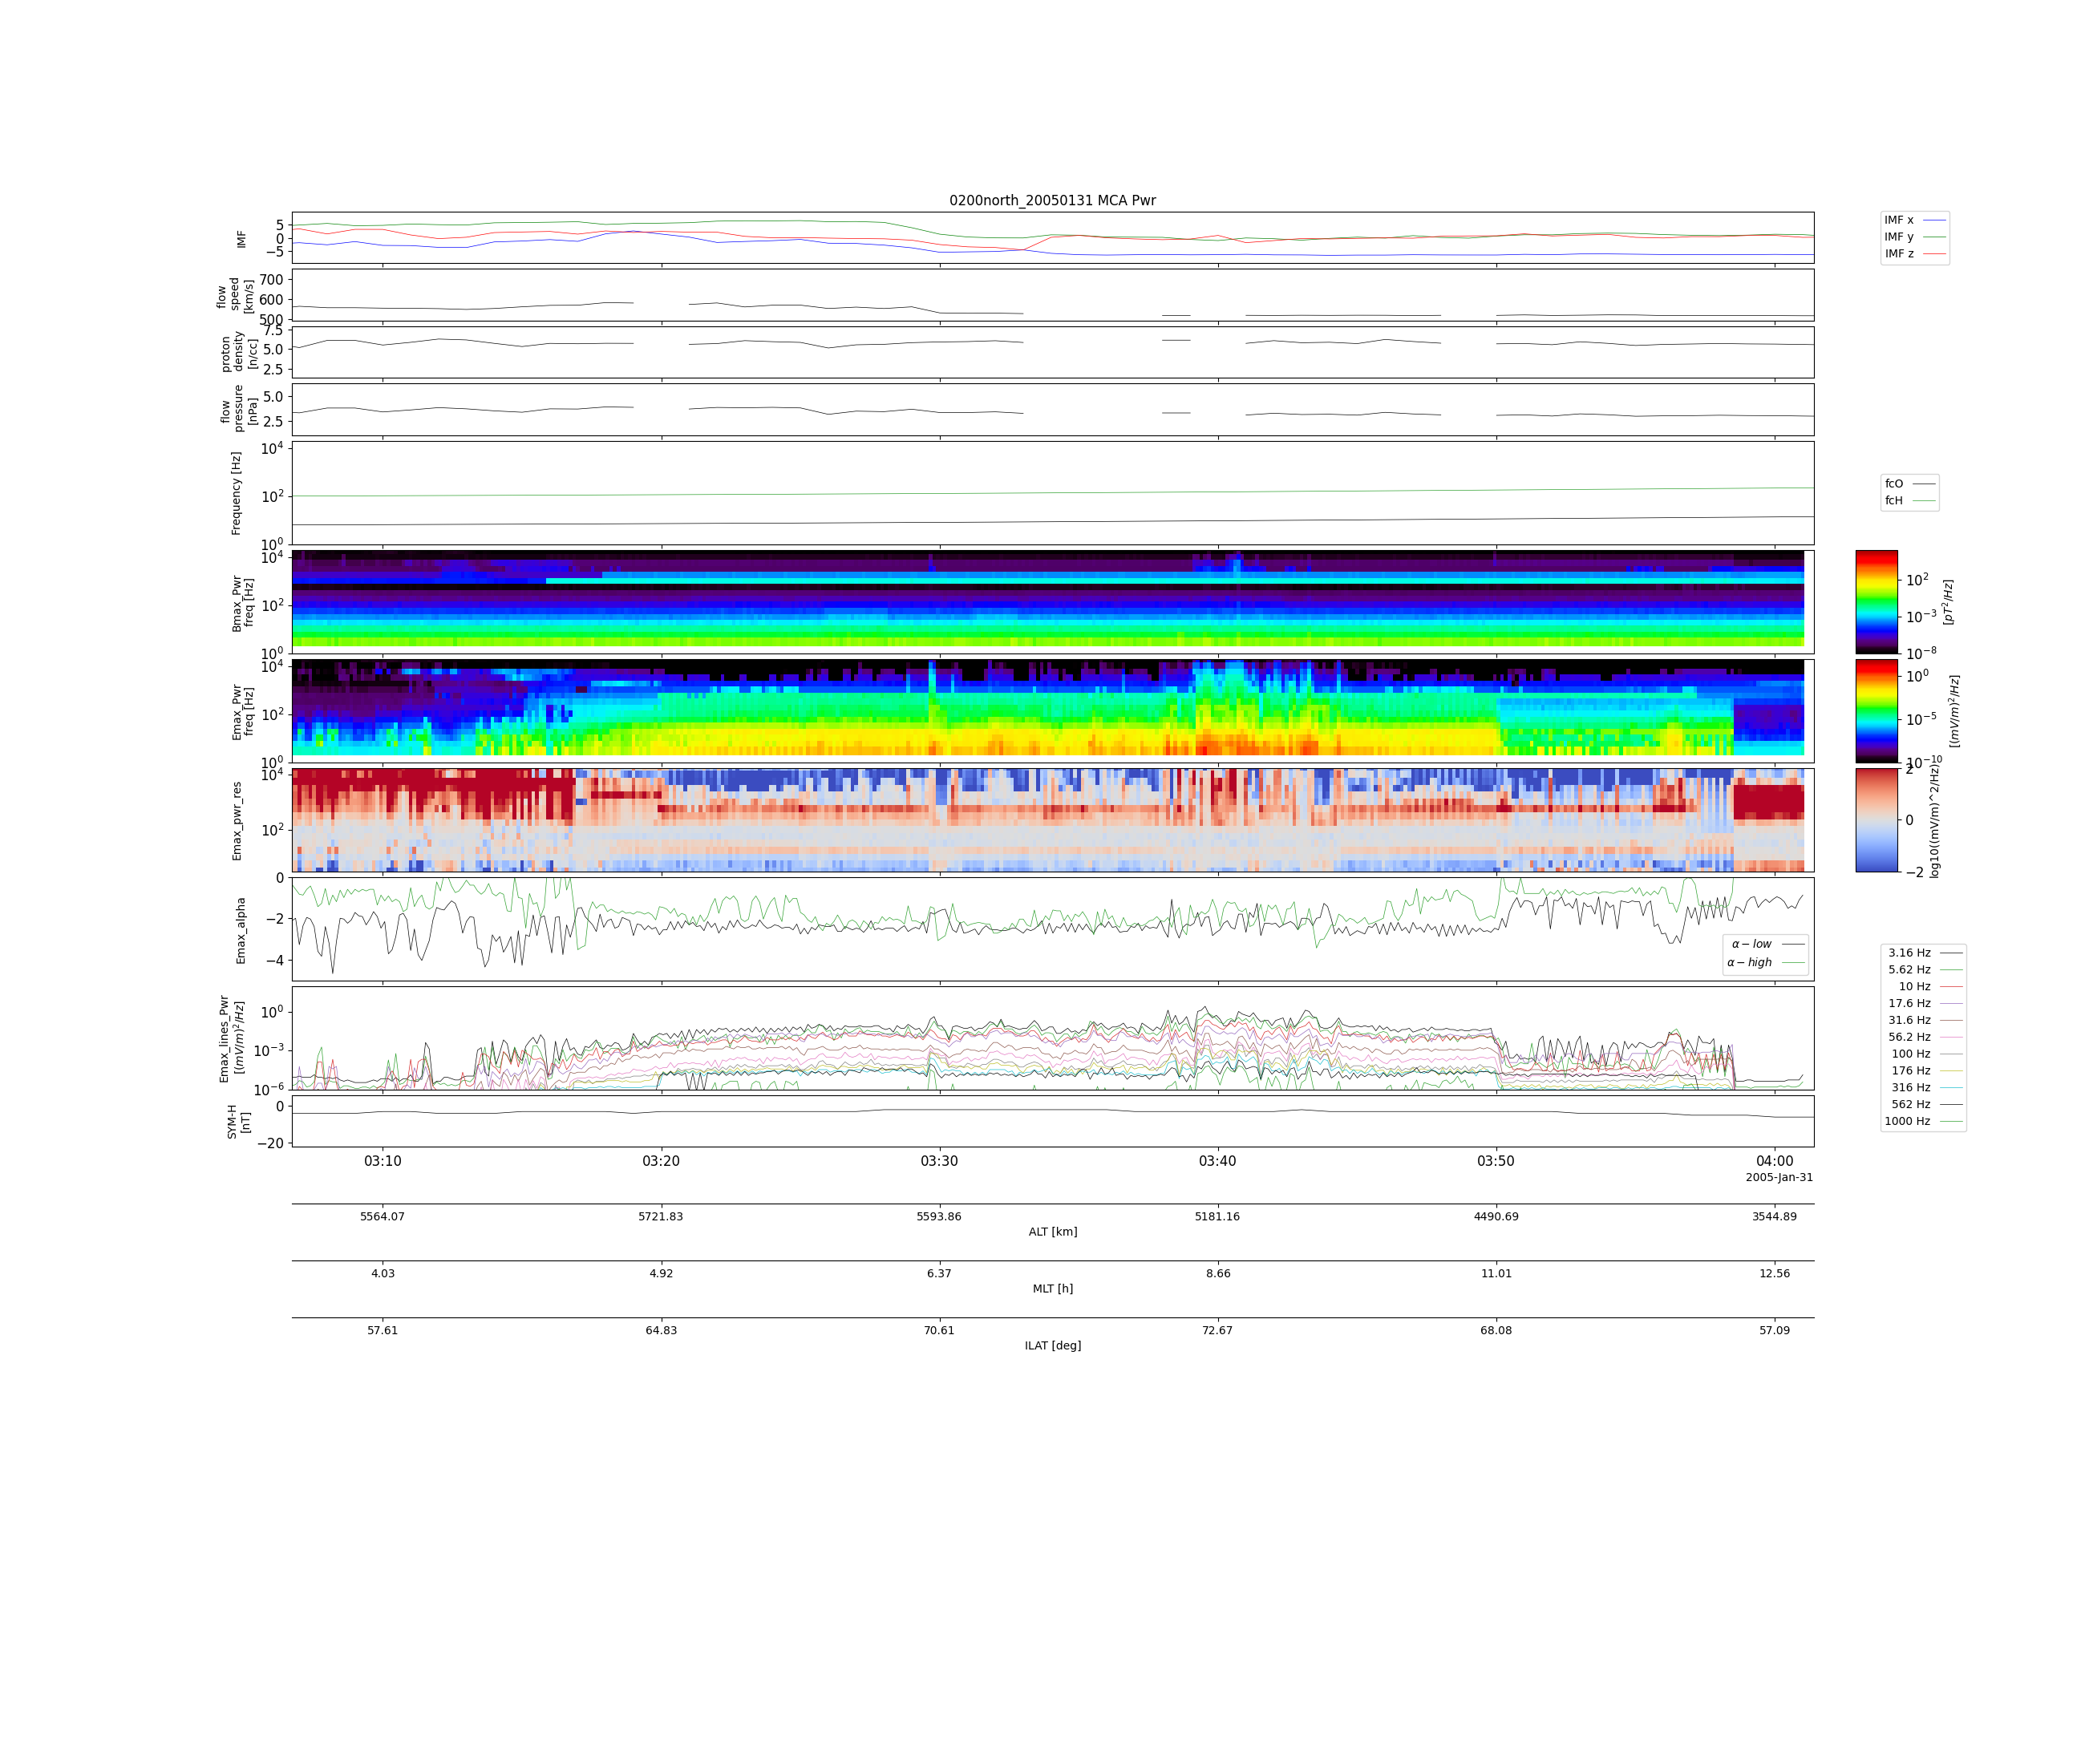 0200north_20050131 MCA Pwr
IMF
5
0
−5
IMF x
IMF y
IMF z
flow
speed
[km/s]
700
600
500
proton
density
[n/cc]
7.5
5.0
2.5
flow
pressure
[nPa]
5.0
2.5
Frequency [Hz]
10^4
10^2
10^0
fcO
fcH
Bmax_Pwr
freq [Hz]
10^4
10^2
10^0
10^2
10^−3
10^−8
[pT^2/Hz]
Emax_Pwr
freq [Hz]
10^4
10^2
10^0
10^0
10^−5
10^−10
[(mV/m)^2/Hz]
Emax_pwr_res
10^4
10^2
2
0
−2
log10((mV/m)^2/Hz)
Emax_alpha
0
−2
−4
α − low
α − high
Emax_lines_Pwr
[(mV/m)^2/Hz]
10^0
10^−3
10^−6
3.16 Hz
5.62 Hz
10 Hz
17.6 Hz
31.6 Hz
56.2 Hz
100 Hz
176 Hz
316 Hz
562 Hz
1000 Hz
SYM-H
[nT]
0
−20
03:10 03:20 03:30 03:40 03:50 04:00
2005-Jan-31
5564.07 5721.83 5593.86 5181.16 4490.69 3544.89
ALT [km]
4.03 4.92 6.37 8.66 11.01 12.56
MLT [h]
57.61 64.83 70.61 72.67 68.08 57.09
ILAT [deg]